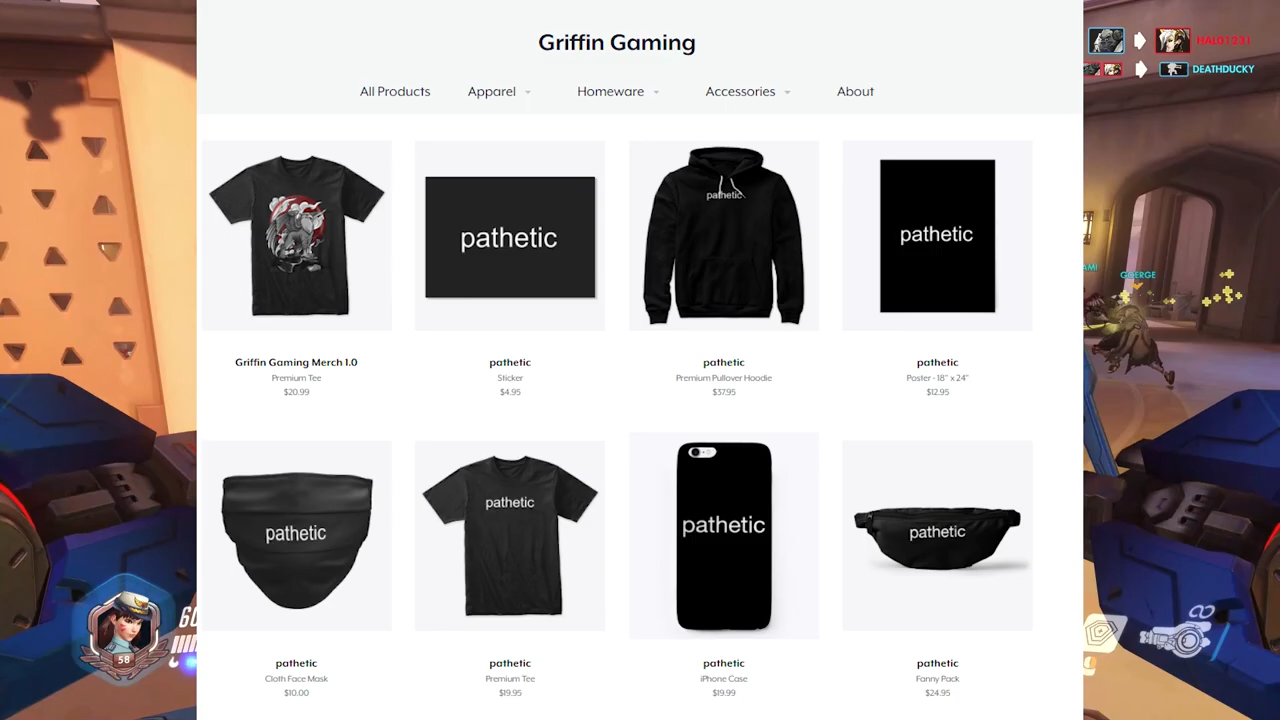 Griffin Gaming
All Products
Apparel
Homeware
Accessories
About
HALO1231
DEATHDUCKY
pathetic
pathetic
pathetic
GOERGE
Griffin Gaming Merch 1.0
Premium Tee
$20.99
pathetic
Sticker
$4.95
pathetic
Premium Pullover Hoodie
$37.95
pathetic
Poster - 18" x 24"
$12.95
pathetic
pathetic
pathetic
pathetic
58
pathetic
Cloth Face Mask
$10.00
pathetic
Premium Tee
$19.95
pathetic
iPhone Case
$19.99
pathetic
Fanny Pack
$24.95